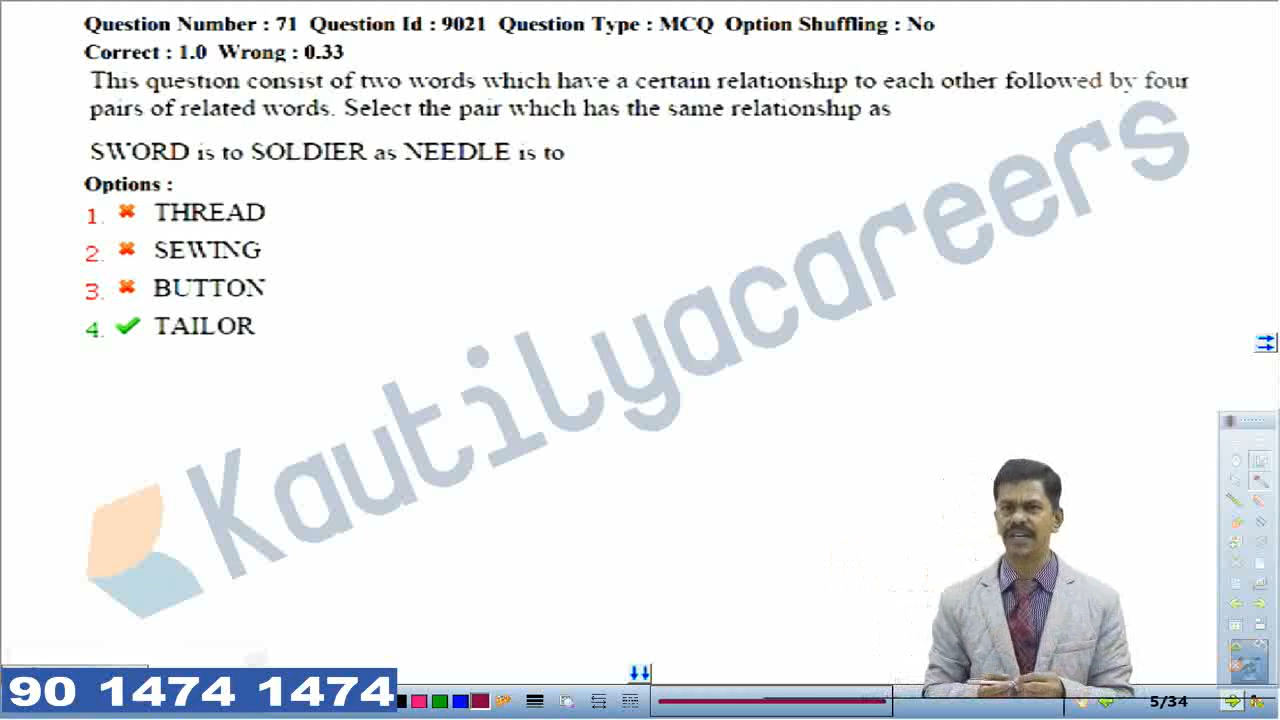 Question Number : 71 Question Id : 9021 Question Type : MCQ Option Shuffling : No
Correct : 1.0 Wrong : 0.33
This question consist of two words which have a certain relationship to each other followed by four
pairs of related words. Select the pair which has the same relationship as
SWORD is to SOLDIER as NEEDLE is to
Options :
1. THREAD
2. SEWING
3. BUTTON
4. TAILOR
Kautilyacareers
90 1474 1474
5/34